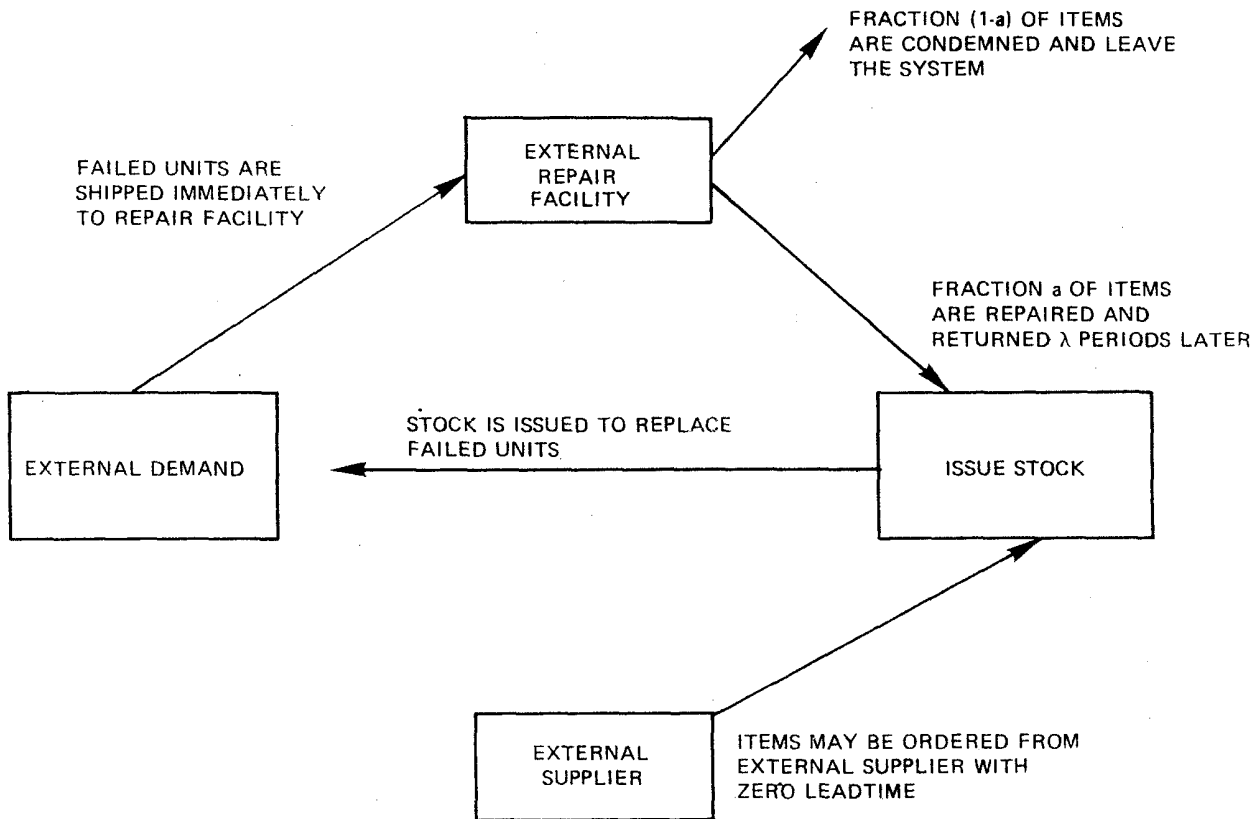 FRACTION (1-a) OF ITEMS
ARE CONDEMNED AND LEAVE
THE SYSTEM
EXTERNAL
REPAIR
FACILITY
FAILED UNITS ARE
SHIPPED IMMEDIATELY
TO REPAIR FACILITY
FRACTION a OF ITEMS
ARE REPAIRED AND
RETURNED λ PERIODS LATER
STOCK IS ISSUED TO REPLACE
FAILED UNITS
EXTERNAL DEMAND
ISSUE STOCK
EXTERNAL
SUPPLIER
ITEMS MAY BE ORDERED FROM
EXTERNAL SUPPLIER WITH
ZERO LEADTIME